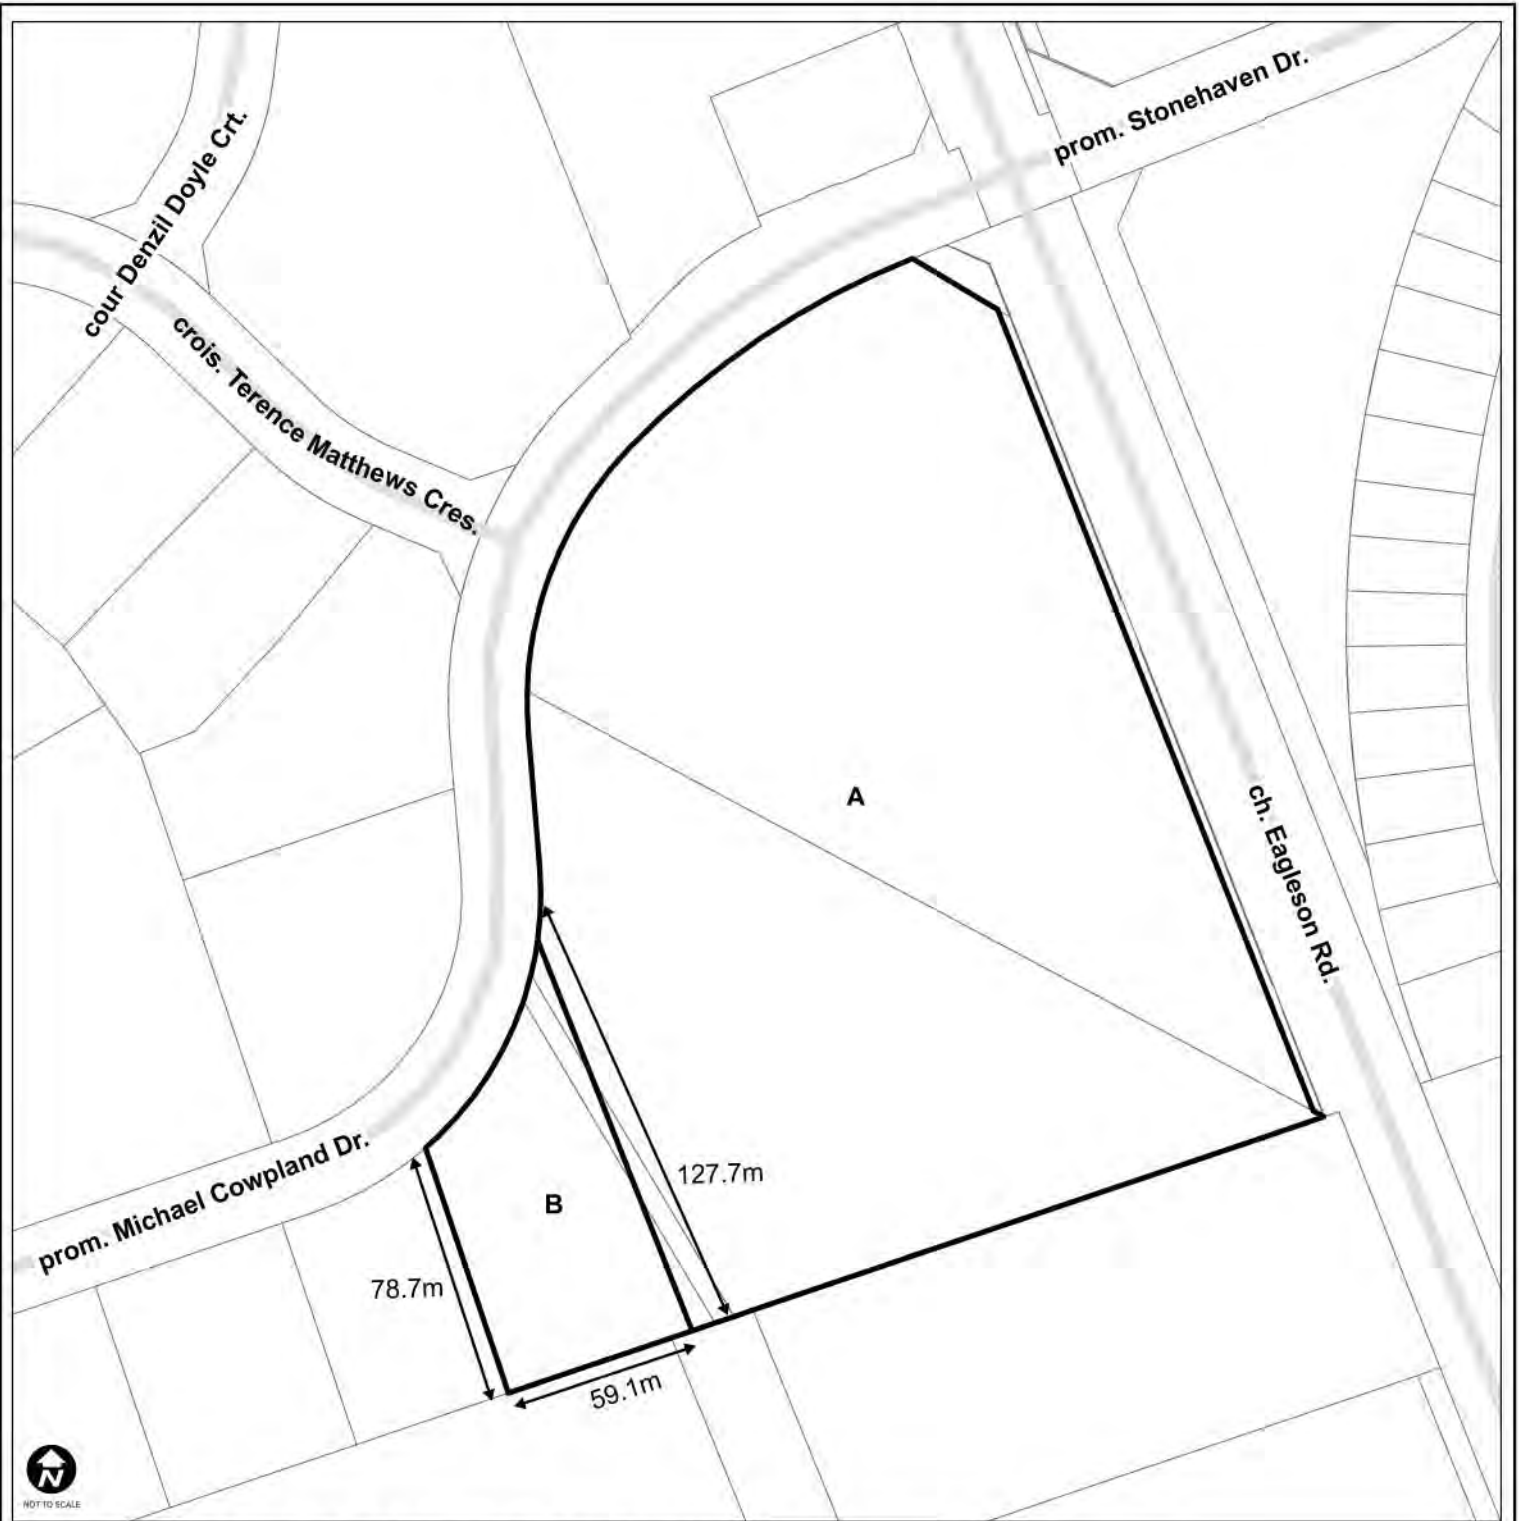 prom. Stonehaven Dr.
cour Denzil Doyle Crt.
crois. Terence Matthews Cres.
A
ch. Eagleson Rd.
127.7m
prom. Michael Cowpland Dr.
B
78.7m
59.1m
N
NOT TO SCALE